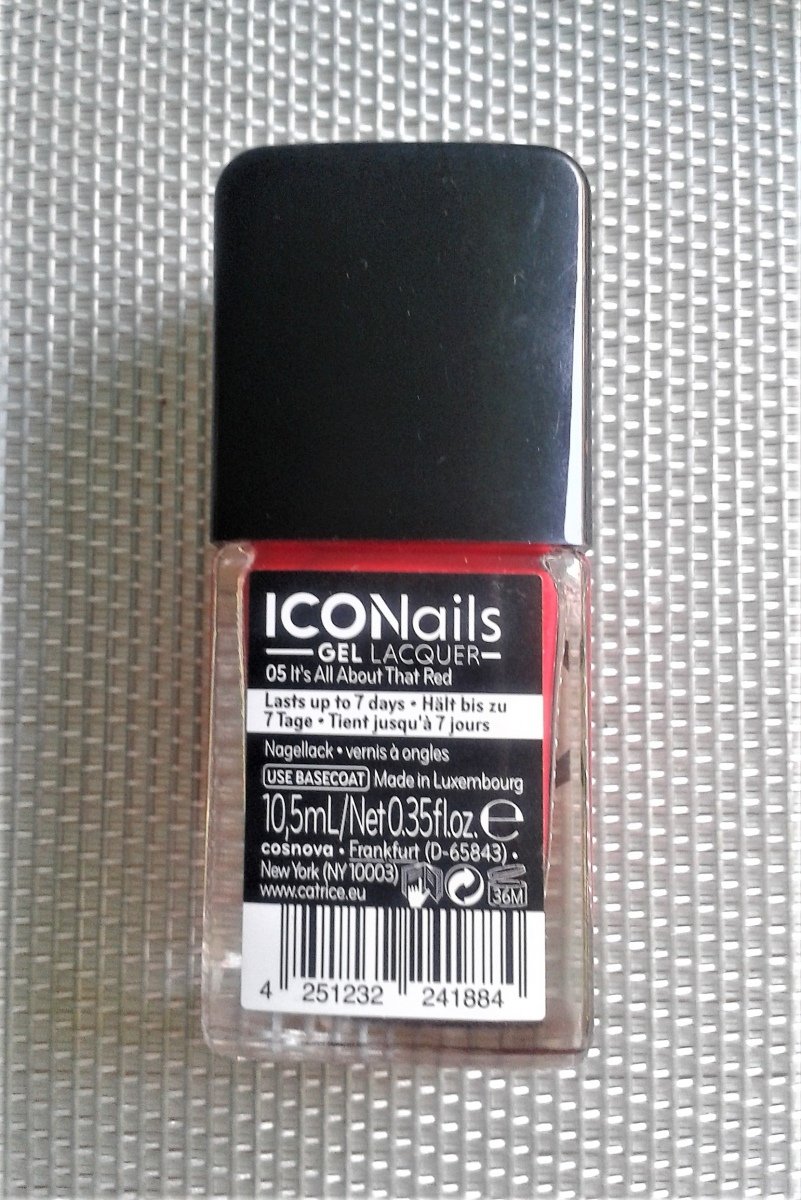 ICONails
GEL LACQUER
05 It's All About That Red
Lasts up to 7 days • Hält bis zu
7 Tage • Tient jusqu'à 7 jours
Nagellack • vernis à ongles
USE BASECOAT Made in Luxembourg
10,5mL/Net 0.35fl.oz. e
cosnova • Frankfurt (D-65843) •
New York (NY 10003)
www.catrice.eu
36M
4 251232 241884